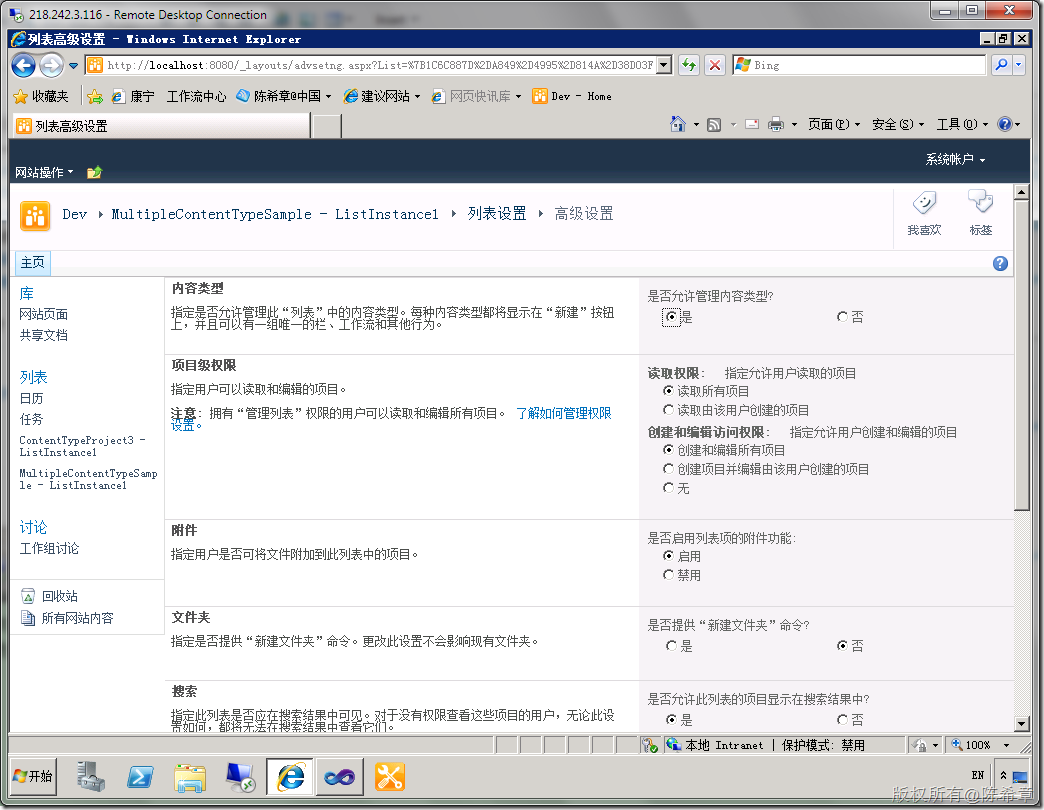 218.242.3.116 - Remote Desktop Connection
列表高级设置 - Windows Internet Explorer
http://localhost:8080/_layouts/advsetng.aspx?List=%7B1C6C887D%2DA849%2D4995%2D814A%2D38D03F
Bing
收藏夹 康宁 工作流中心 陈希章@中国 建议网站 网页快讯库 Dev - Home
列表高级设置
页面(P) 安全(S) 工具(O)
系统帐户
网站操作
Dev MultipleContentTypeSample - ListInstance1 列表设置 高级设置
我喜欢 标签
主页
库
网站页面
共享文档
列表
日历
任务
ContentTypeProject3 -
ListInstance1
MultipleContentTypeSamp
le - ListInstance1
讨论
工作组讨论
回收站
所有网站内容
内容类型
指定是否允许管理此“列表”中的内容类型。每种内容类型都将显示在“新建”按钮
上，并且可以有一组唯一的栏、工作流和其他行为。
是否允许管理内容类型?
是 否
项目级权限
指定用户可以读取和编辑的项目。
注意: 拥有“管理列表”权限的用户可以读取和编辑所有项目。 了解如何管理权限
设置。
读取权限: 指定允许用户读取的项目
读取所有项目
读取由该用户创建的项目
创建和编辑访问权限: 指定允许用户创建和编辑的项目
创建和编辑所有项目
创建项目并编辑由该用户创建的项目
无
附件
指定用户是否可将文件附加到此列表中的项目。
是否启用列表项的附件功能:
启用
禁用
文件夹
指定是否提供“新建文件夹”命令。更改此设置不会影响现有文件夹。
是否提供“新建文件夹”命令?
是 否
搜索
指定此列表是否应在搜索结果中可见。对于没有权限查看这些项目的用户，无论此设
置如何，都将无法在搜索结果中查看它们。
是否允许此列表的项目显示在搜索结果中?
是 否
本地 Intranet | 保护模式: 禁用
100%
开始
EN
版权所有@陈希章